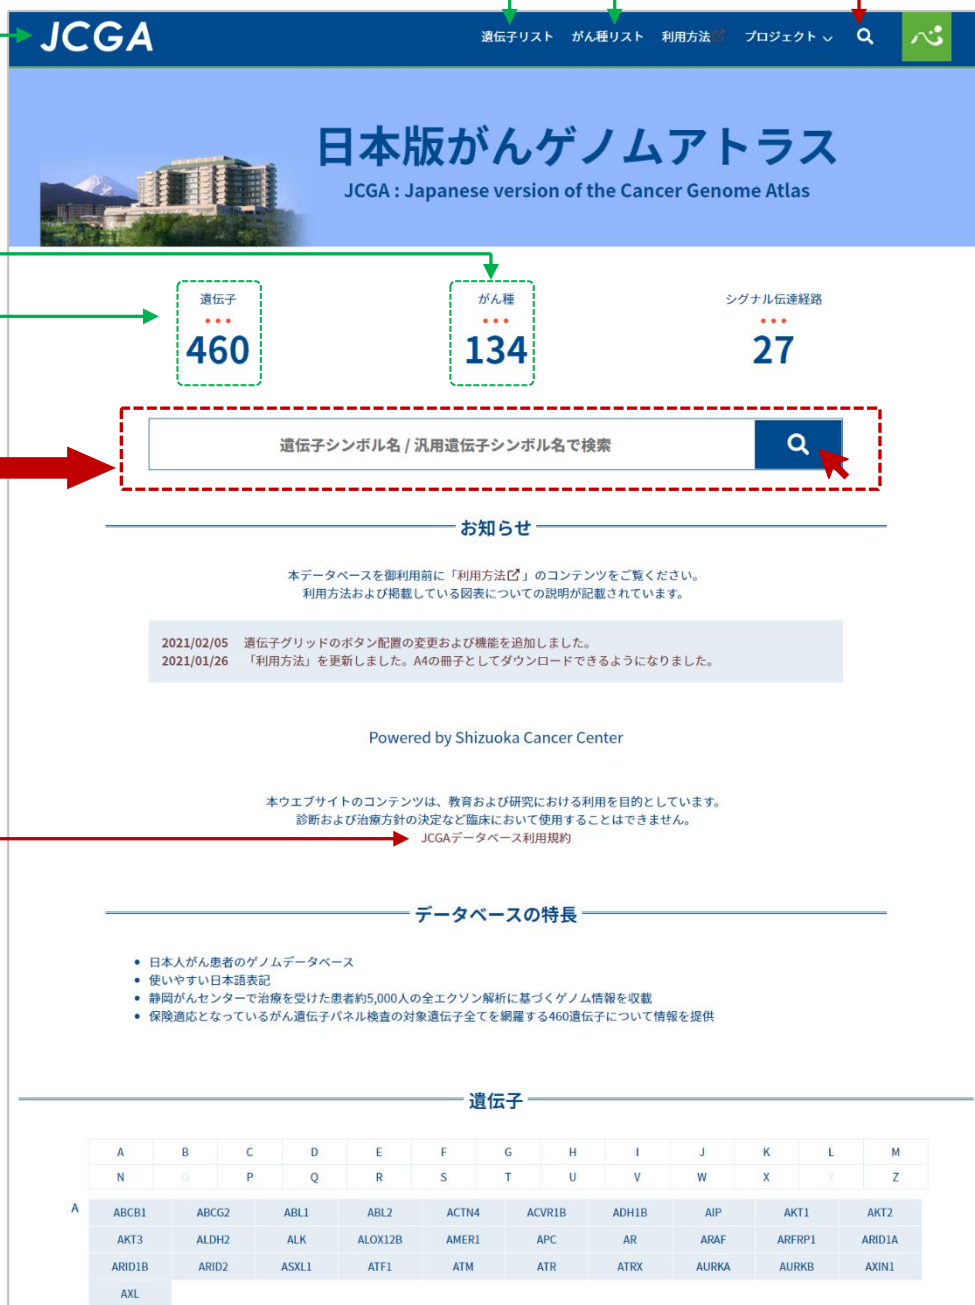 JCGA
遺伝子リスト がん種リスト 利用方法 プロジェクト
日本版がんゲノムアトラス
JCGA : Japanese version of the Cancer Genome Atlas
遺伝子 がん種 シグナル伝達経路
460 134 27
遺伝子シンボル名 / 汎用遺伝子シンボル名で検索
お知らせ
本データベースを御利用前に「利用方法」のコンテンツをご覧ください。
利用方法および掲載している図表についての説明が記載されています。
2021/02/05 遺伝子グリッドのボタン配置の変更および機能を追加しました。
2021/01/26 「利用方法」を更新しました。A4の冊子としてダウンロードできるようになりました。
Powered by Shizuoka Cancer Center
本ウエブサイトのコンテンツは、教育および研究における利用を目的としています。
診断および治療方針の決定など臨床において使用することはできません。
JCGAデータベース利用規約
データベースの特長
• 日本人がん患者のゲノムデータベース
• 使いやすい日本語表記
• 静岡がんセンターで治療を受けた患者約5,000人の全エクソン解析に基づくゲノム情報を収載
• 保険適応となっているがん遺伝子パネル検査の対象遺伝子全てを網羅する460遺伝子について情報を提供
遺伝子
A B C D E F G H I J K L M
N O P Q R S T U V W X Y Z
A ABCB1 ABCG2 ABL1 ABL2 ACTN4 ACVR1B ADH1B AIP AKT1 AKT2
AKT3 ALDH2 ALK ALOX12B AMER1 APC AR ARAF ARFRP1 ARID1A
ARID1B ARID2 ASXL1 ATF1 ATM ATR ATRX AURKA AURKB AXIN1
AXL